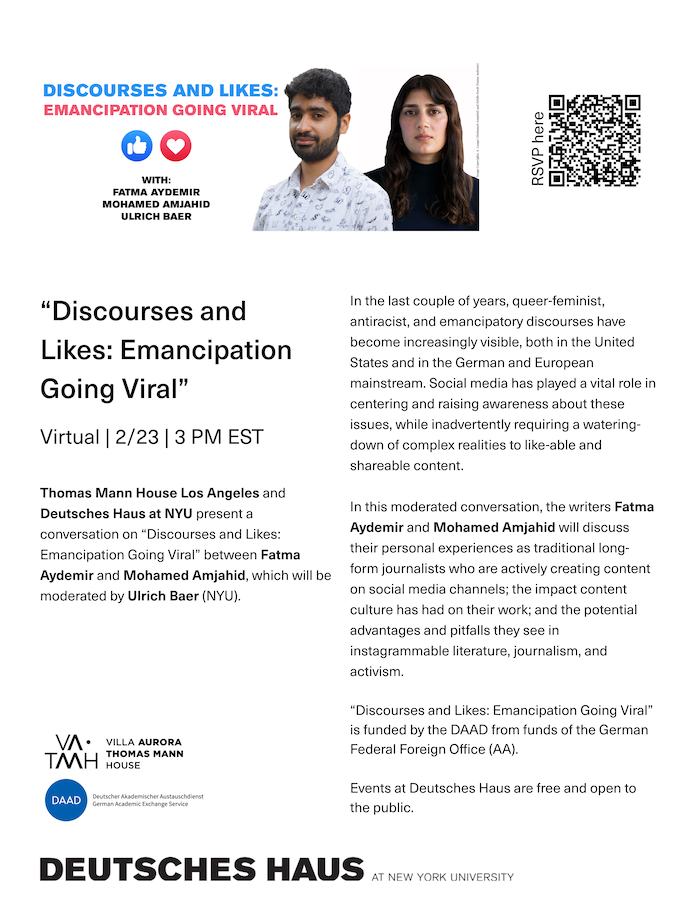 DISCOURSES AND LIKES:
EMANCIPATION GOING VIRAL
WITH:
FATMA AYDEMIR
MOHAMED AMJAHID
ULRICH BAER
RSVP here
“Discourses and
Likes: Emancipation
Going Viral”
Virtual | 2/23 | 3 PM EST
Thomas Mann House Los Angeles and
Deutsches Haus at NYU present a
conversation on “Discourses and Likes:
Emancipation Going Viral” between Fatma
Aydemir and Mohamed Amjahid, which will be
moderated by Ulrich Baer (NYU).
In the last couple of years, queer-feminist,
antiracist, and emancipatory discourses have
become increasingly visible, both in the United
States and in the German and European
mainstream. Social media has played a vital role in
centering and raising awareness about these
issues, while inadvertently requiring a watering-
down of complex realities to like-able and
shareable content.
In this moderated conversation, the writers Fatma
Aydemir and Mohamed Amjahid will discuss
their personal experiences as traditional long-
form journalists who are actively creating content
on social media channels; the impact content
culture has had on their work; and the potential
advantages and pitfalls they see in
instagrammable literature, journalism, and
activism.
“Discourses and Likes: Emancipation Going Viral”
is funded by the DAAD from funds of the German
Federal Foreign Office (AA).
Events at Deutsches Haus are free and open to
the public.
VILLA AURORA
THOMAS MANN
HOUSE
DAAD
Deutscher Akademischer Austauschdienst
German Academic Exchange Service
DEUTSCHES HAUS AT NEW YORK UNIVERSITY